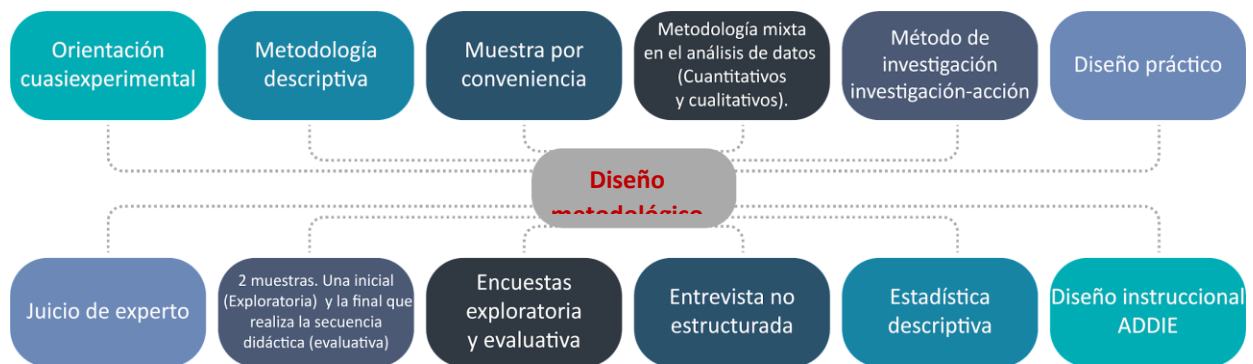 Orientación
cuasiexperimental
Metodología
descriptiva
Muestra por
conveniencia
Metodología mixta
en el análisis de datos
(Cuantitativos
y cualitativos).
Método de
investigación
investigación-acción
Diseño práctico
Diseño
metodológico
Juicio de experto
2 muestras. Una inicial
(Exploratoria) y la final que
realiza la secuencia
didáctica (evaluativa)
Encuestas
exploratoria
y evaluativa
Entrevista no
estructurada
Estadística
descriptiva
Diseño instruccional
ADDIE